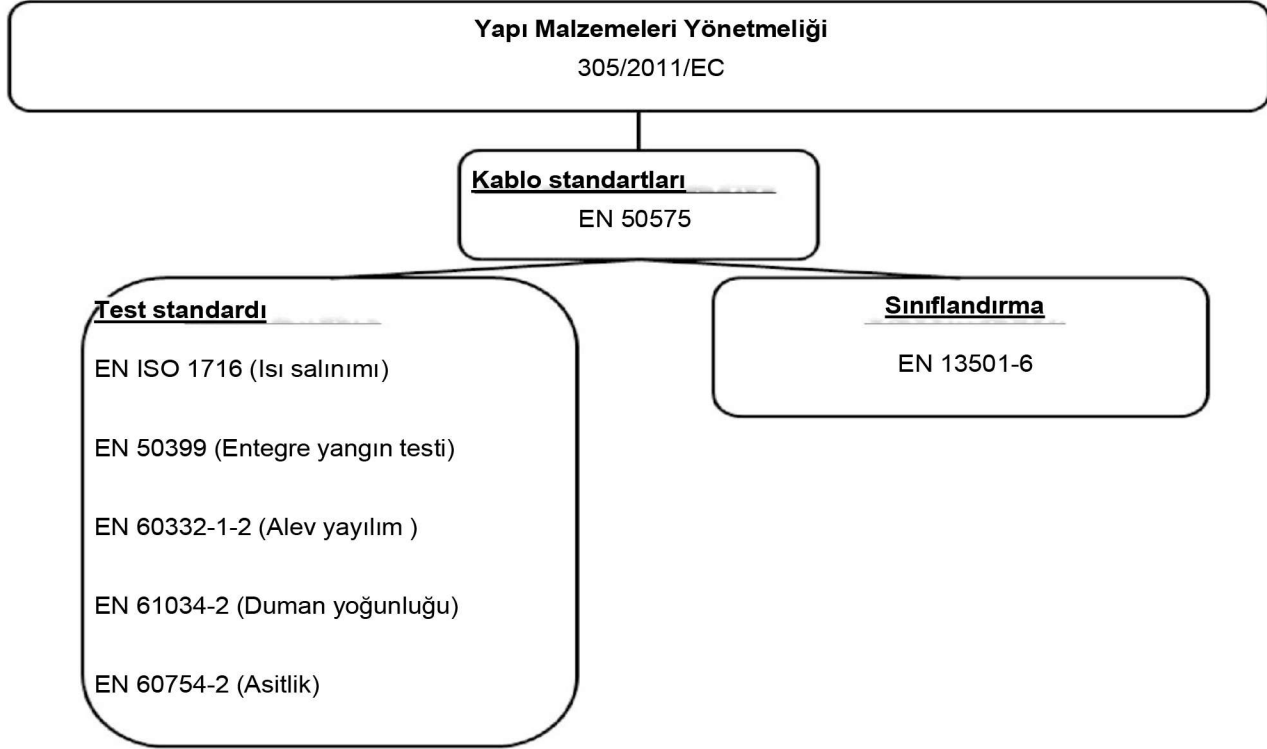 Yapı Malzemeleri Yönetmeliği
305/2011/EC
Kablo standartları
EN 50575
Test standardı
EN ISO 1716 (Isı salınımı)
EN 50399 (Entegre yangın testi)
EN 60332-1-2 (Alev yayılım )
EN 61034-2 (Duman yoğunluğu)
EN 60754-2 (Asitlik)
Sınıflandırma
EN 13501-6